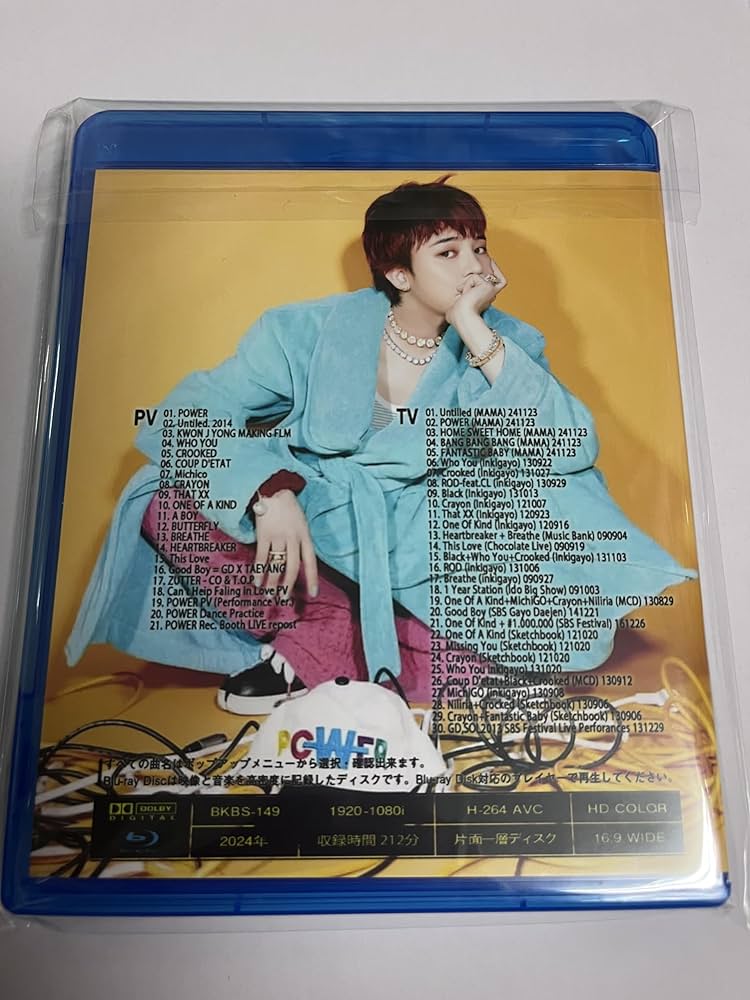 PV
01. POWER
02. Untiled. 2014
03. KWON J YONG MAKING FLM
04. WHO YOU
05. CROOKED
06. COUP D'ETAT
07. Michico
08. CRAYON
09. THAT XX
10. ONE OF A KIND
11. A BOY
12. BUTTERFLY
13. BREATHE
14. HEARTBREAKER
15. This Love
16. Good Boy = GD X TAEYANG
17. ZUTTER - CO & T.O.P
18. Can't Heip Faling In Love PV
19. POWER PV (Performance Ver.)
20. POWER Dance Practice
21. POWER Rec. Booth LIVE repost
TV
01. Untilled (MAMA) 241123
02. POWER (MAMA) 241123
03. HOME SWEET HOME (MAMA) 241123
04. BANG BANG BANG (MAMA) 241123
05. FANTASTIC BABY (MAMA) 241123
06. Who You (Inkigayo) 130922
07. Crooked (Inkigayo) 131027
08. ROD-feat.CL (Inkigayo) 130929
09. Black (Inkigayo) 131013
10. Crayon (Inkigayo) 121007
11. That XX (Inkigayo) 120923
12. One Of Kind (Inkigayo) 120916
13. Heartbreaker + Breathe (Music Bank) 090904
14. This Love (Chocolate Live) 090919
15. Black+Who You+Crooked (Inkigayo) 131103
16. ROD (Inkigayo) 131006
17. Breathe (inkigayo) 090927
18. 1 Year Station (Ido Big Show) 091003
19. One Of A Kind+MichiGO+Crayon+Niliria (MCD) 130829
20. Good Boy (SBS Gayo Daejen) 141221
21. One Of Kind + #1.000.000 (SBS Festival) 161226
22. One Of A Kind (Sketchbook) 121020
23. Missing You (Sketchbook) 121020
24. Crayon (Sketchbook) 121020
25. Who You (inkigayo) 131020
26. Coup D'etat+Black+Crooked (MCD) 130912
27. MichiGO (inkigayo) 130908
28. Niliria+Crocked (Sketchbook) 130906
29. Crayon+Fantastic Baby (Sketchbook) 130906
30. GD,SOl 2013 SBS Festival Live Perforances 131229
POWER
すべての曲名はポップアップメニューから選択・確認出来ます。
Blu-ray Discは映像と音楽を高密度に記録したディスクです。Blu-ray Disk対応のプレイヤーで再生してください。
DOLBY DIGITAL
BKBS-149
1920-1080i
H-264 AVC
HD COLOR
2024年
収録時間 212分
片面一層ディスク
16:9 WIDE